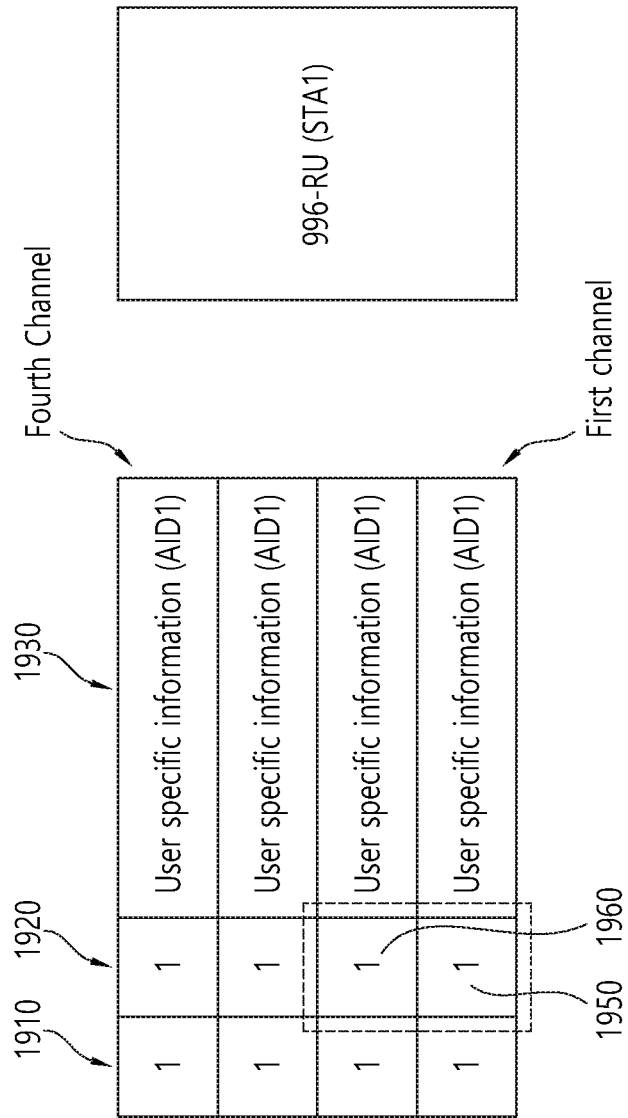 1910
1920
1930
Fourth Channel
1
1
User specific information (AID1)
1
1
User specific information (AID1)
1
1
User specific information (AID1)
1
1
User specific information (AID1)
996-RU (STA1)
1950
1960
First channel